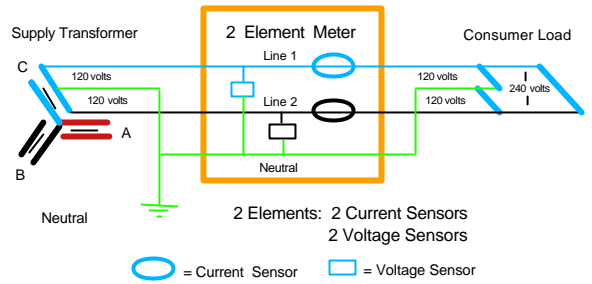 Supply Transformer
2 Element Meter
Consumer Load
Line 1
C
120 volts
120 volts
240 volts
120 volts
Line 2
120 volts
A
B
Neutral
Neutral
2 Elements: 2 Current Sensors
2 Voltage Sensors
= Current Sensor
= Voltage Sensor